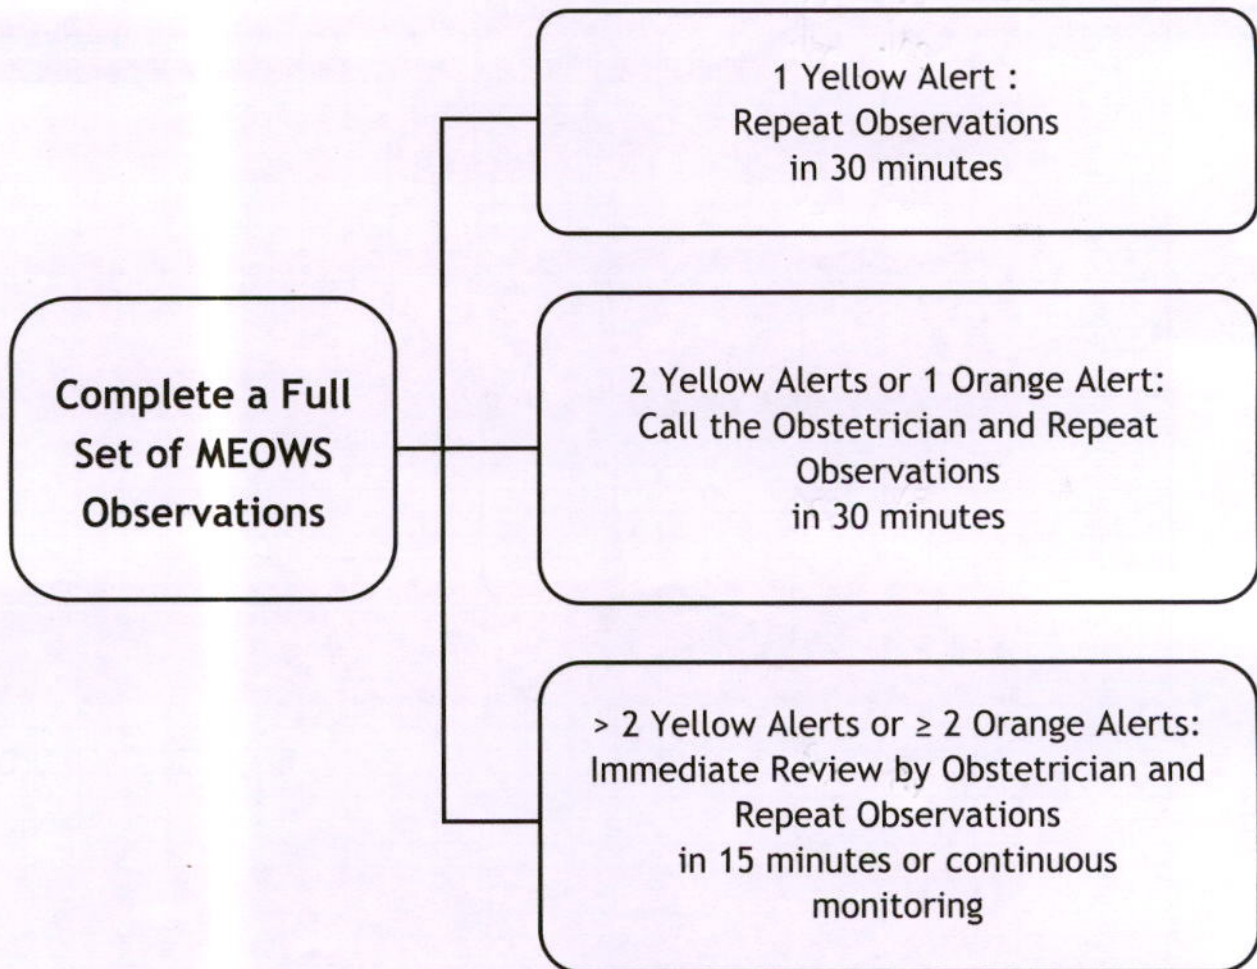 Complete a Full
Set of MEOWS
Observations
1 Yellow Alert :
Repeat Observations
in 30 minutes
2 Yellow Alerts or 1 Orange Alert:
Call the Obstetrician and Repeat
Observations
in 30 minutes
> 2 Yellow Alerts or ≥ 2 Orange Alerts:
Immediate Review by Obstetrician and
Repeat Observations
in 15 minutes or continuous
monitoring